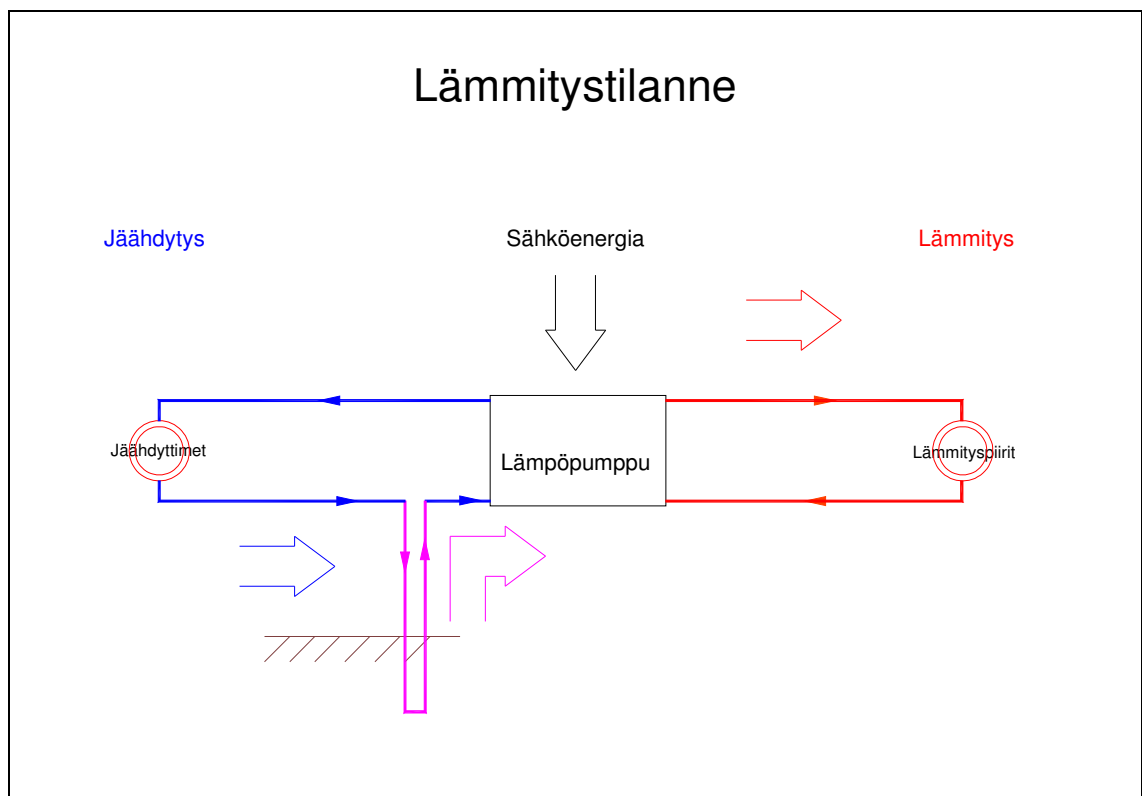 Lämmitystilanne
Jäähdytys
Sähköenergia
Lämmitys
Jäähdyttimet
Lämpöpumppu
Lämmityspiirit